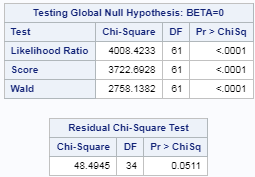 Testing Global Null Hypothesis: BETA=0
Test Chi-Square DF Pr > ChiSq
Likelihood Ratio 4008.4233 61 <.0001
Score 3722.6928 61 <.0001
Wald 2758.1382 61 <.0001
Residual Chi-Square Test
Chi-Square DF Pr > ChiSq
48.4945 34 0.0511